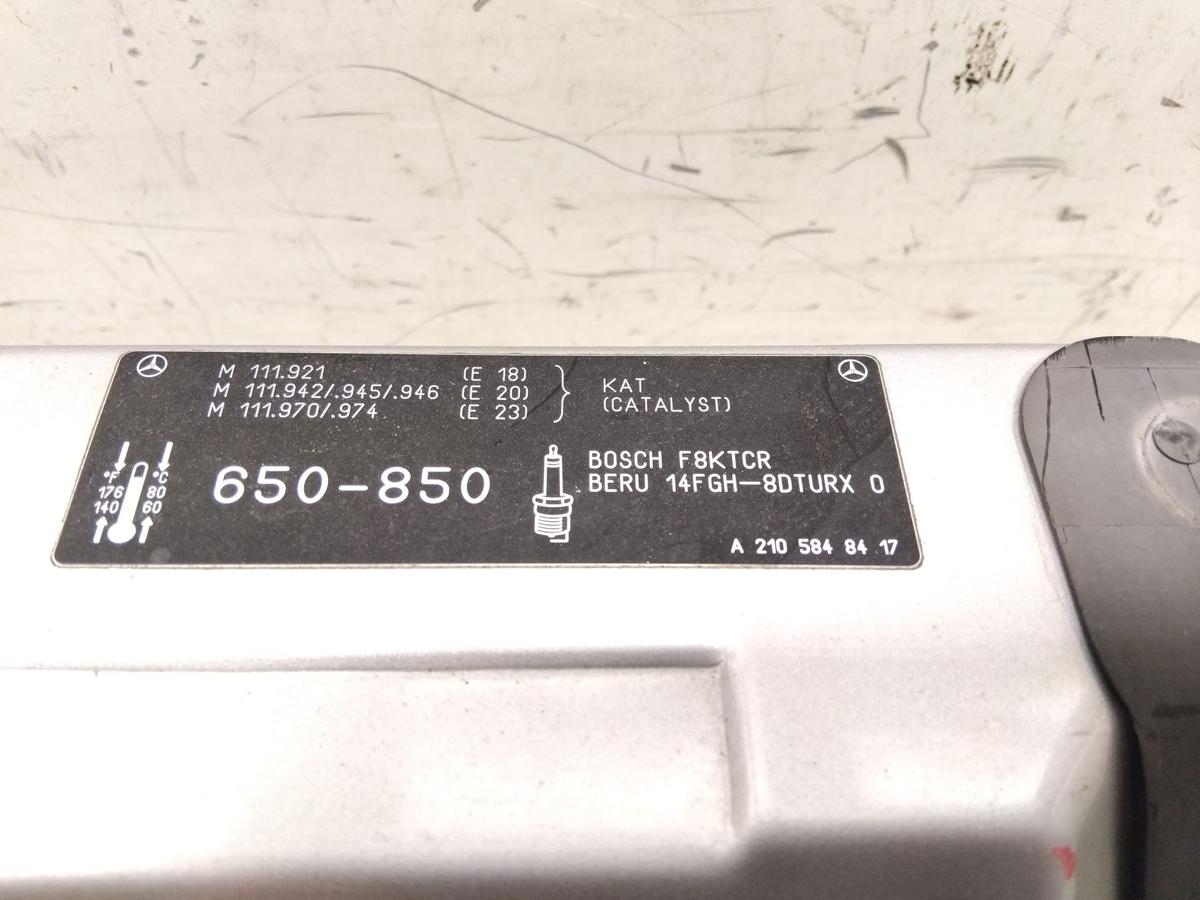 M 111.921 (E 18)
M 111.942/.945/.946 (E 20)
M 111.970/.974 (E 23)
KAT
(CATALYST)
°F °C
176 80
140 60
650-850
BOSCH F8KTCR
BERU 14FGH-8DTURX 0
A 210 584 84 17